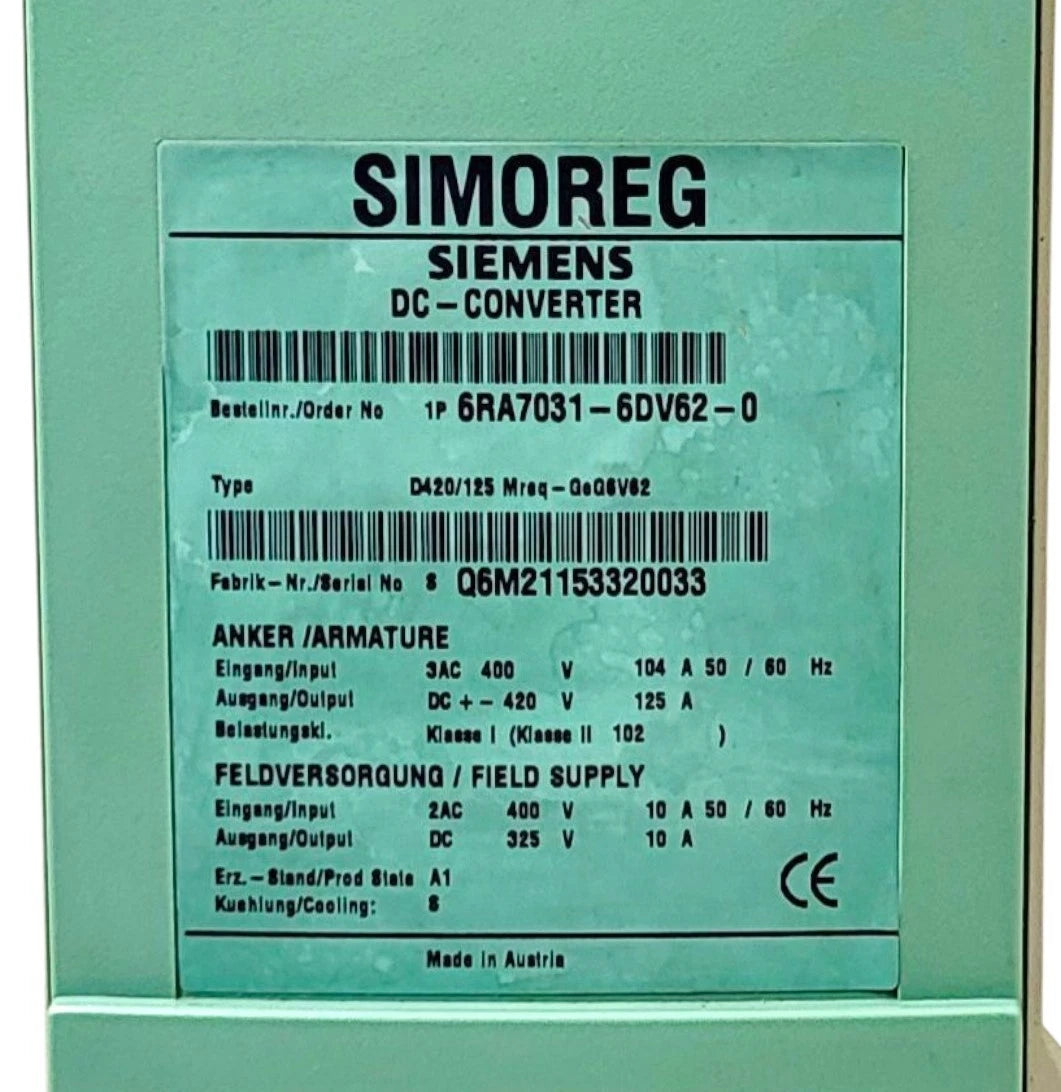 SIMOREG
SIEMENS
DC-CONVERTER
Bestellnr./Order No 1P 6RA7031-6DV62-0
Type D420/125 Mreq-GeG6V62
Fabrik-Nr./Serial No S Q6M21153320033
ANKER /ARMATURE
Eingang/Input 3AC 400 V 104 A 50 / 60 Hz
Ausgang/Output DC +- 420 V 125 A
Belastungskl. Klasse I (Klasse II 102 )
FELDVERSORGUNG / FIELD SUPPLY
Eingang/Input 2AC 400 V 10 A 50 / 60 Hz
Ausgang/Output DC 325 V 10 A
Erz.-Stand/Prod State A1
Kuehlung/Cooling: S
CE
Made in Austria